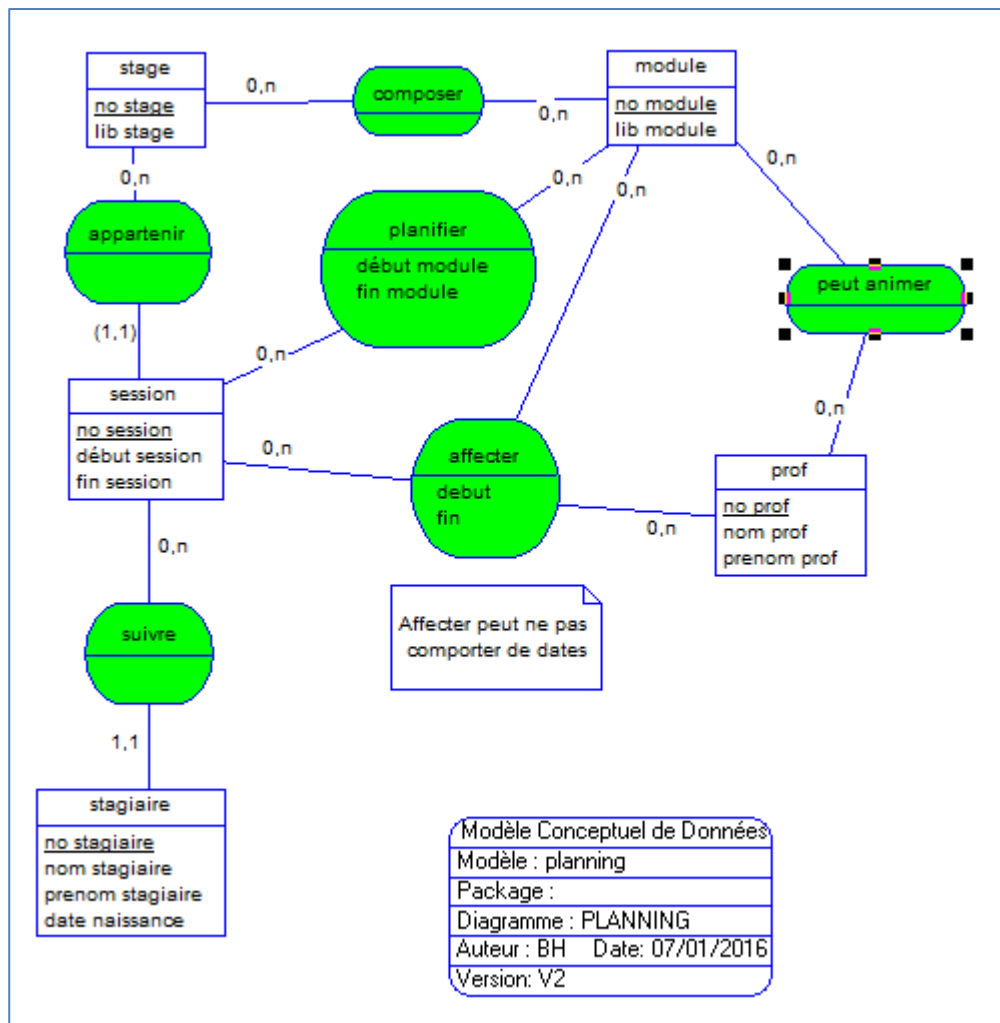 stage
no stage
lib stage
0,n
composer
0,n
module
no module
lib module
0,n
appartenir
(1,1)
0,n
planifier
début module
fin module
0,n
0,n
0,n
peut animer
0,n
session
no session
début session
fin session
0,n
affecter
debut
fin
0,n
prof
no prof
nom prof
prenom prof
0,n
suivre
1,1
Affecter peut ne pas
comporter de dates
stagiaire
no stagiaire
nom stagiaire
prenom stagiaire
date naissance
Modèle Conceptuel de Données
Modèle : planning
Package :
Diagramme : PLANNING
Auteur : BH Date: 07/01/2016
Version: V2